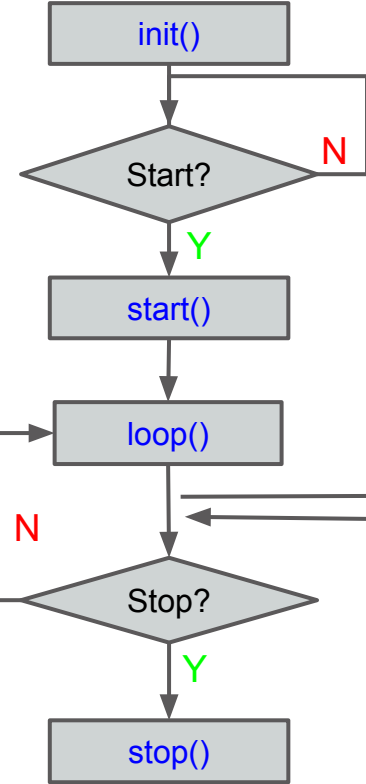 init()
Start?
N
Y
start()
loop()
N
Stop?
Y
stop()